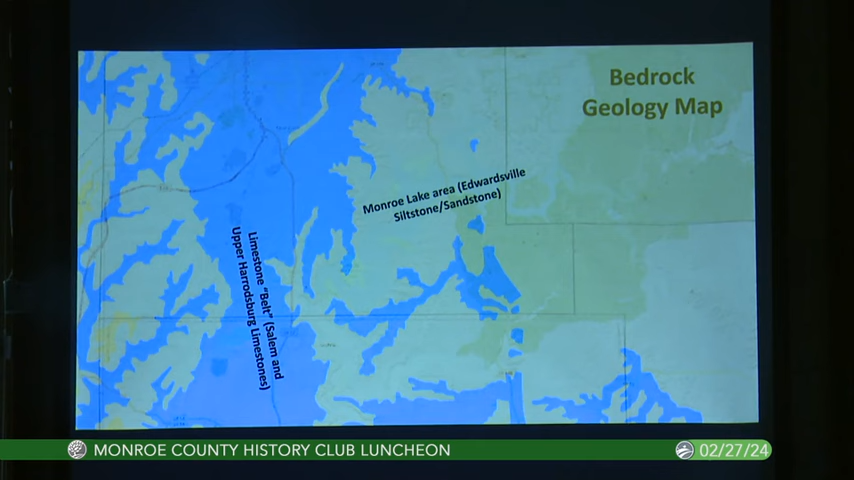 Bedrock
Geology Map
Monroe Lake area (Edwardsville
Siltstone/Sandstone)
Limestone "Belt" (Salem and
Upper Harrodsburg Limestones)
MONROE COUNTY HISTORY CLUB LUNCHEON
02/27/24